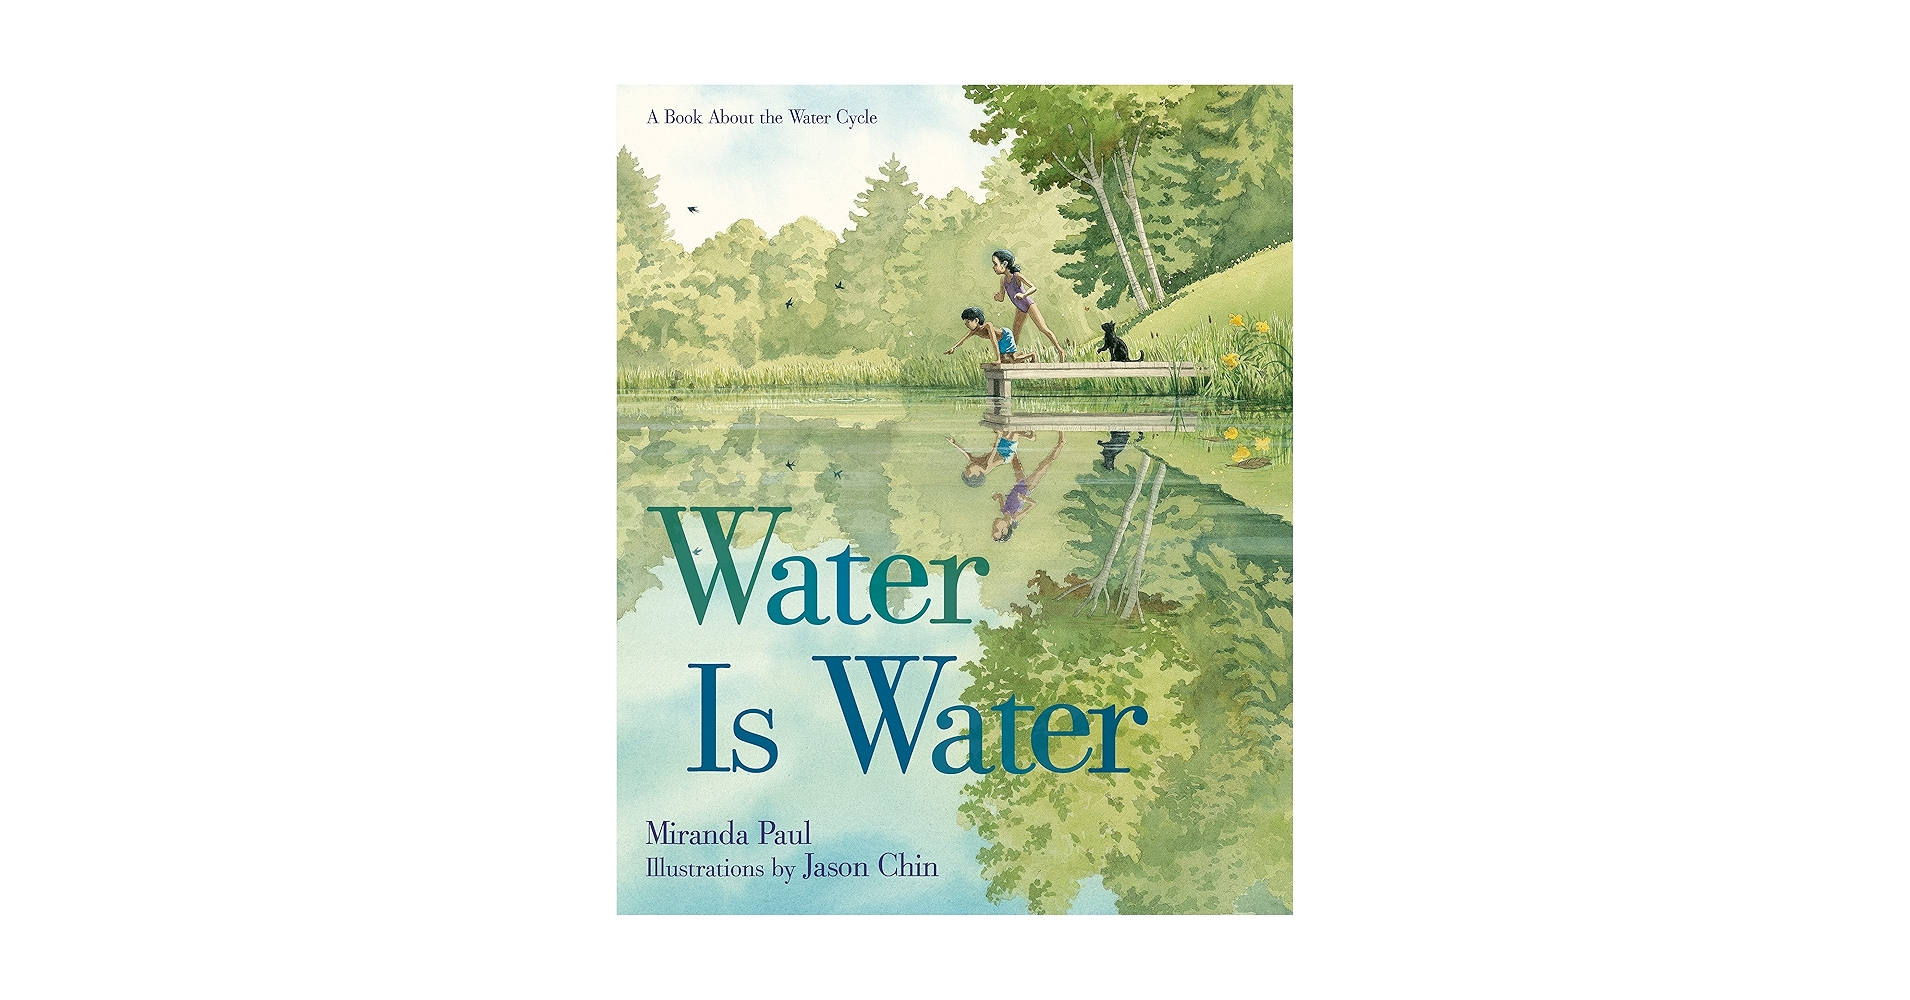 A Book About the Water Cycle
Water
Is Water
Miranda Paul
Illustrations by Jason Chin